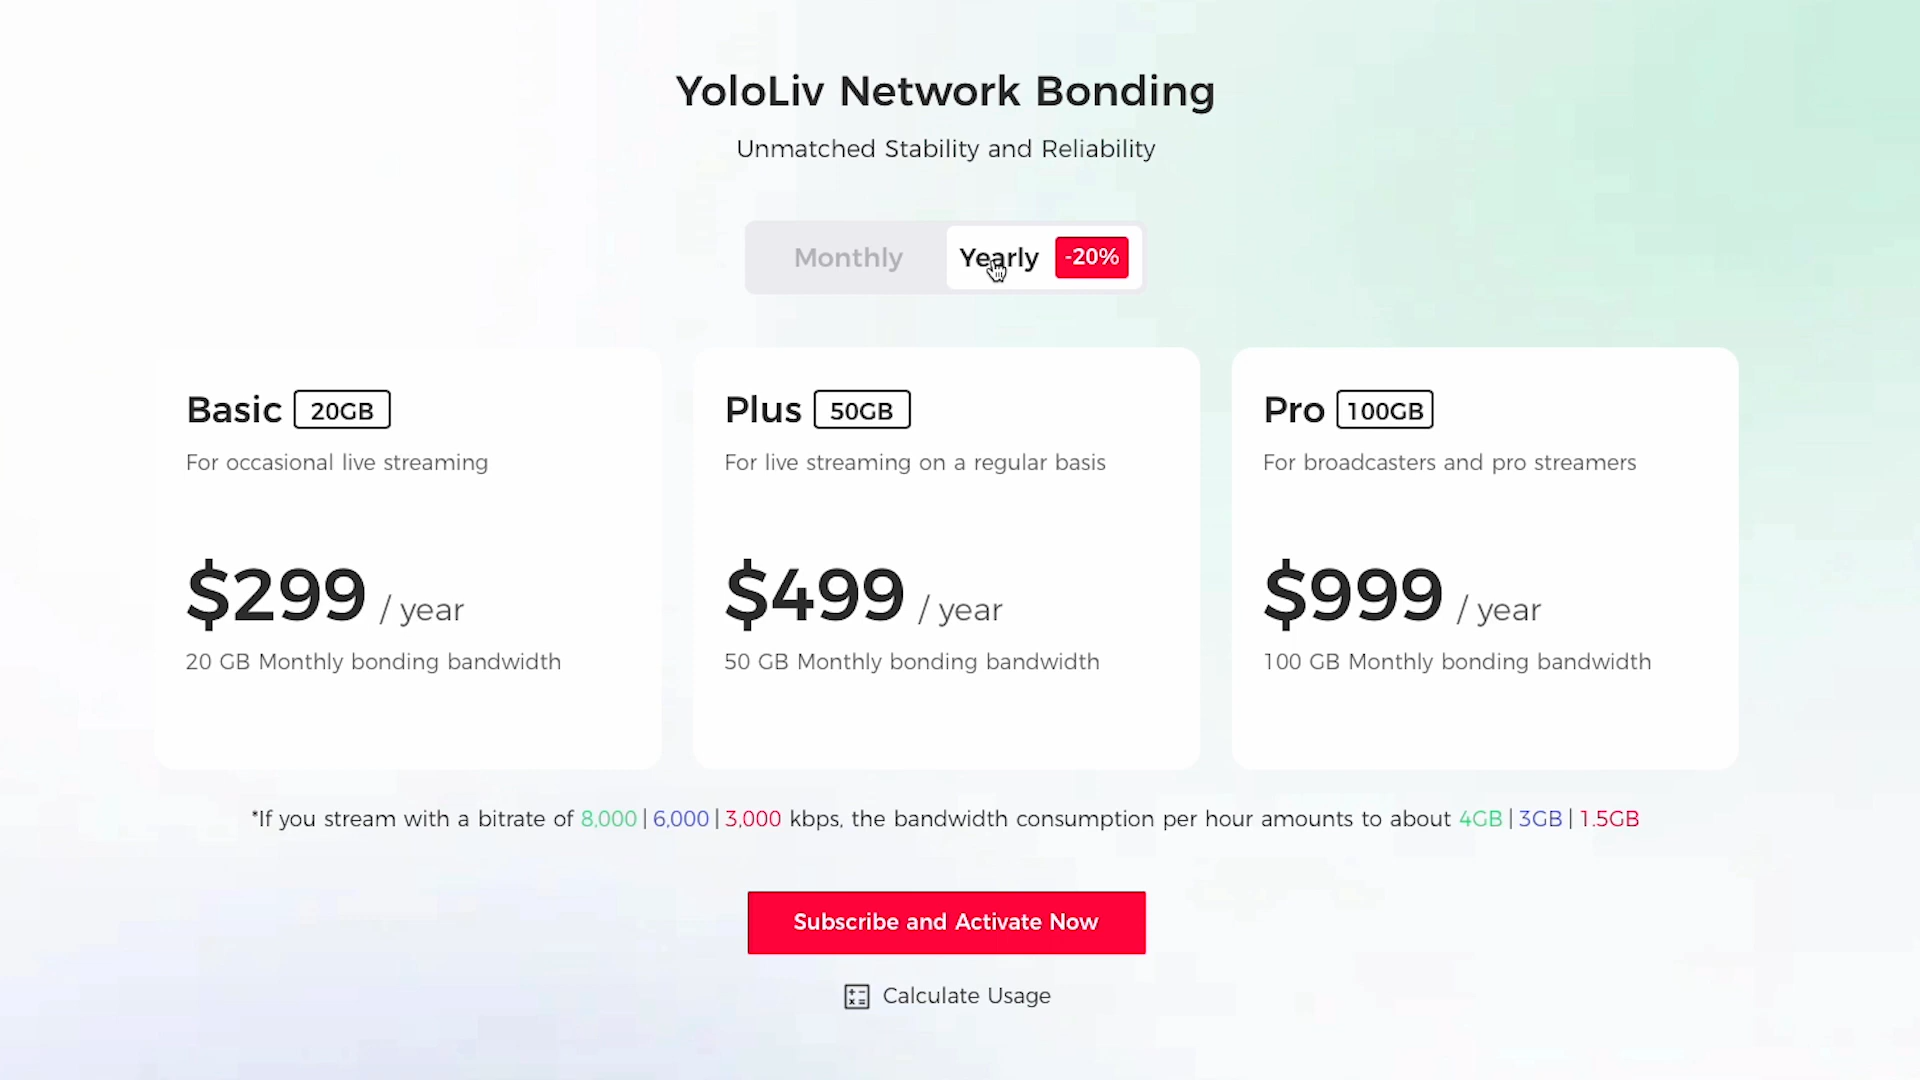 YoloLiv Network Bonding
Unmatched Stability and Reliability
Monthly
Yearly -20%
Basic 20GB
For occasional live streaming
$299 / year
20 GB Monthly bonding bandwidth
Plus 50GB
For live streaming on a regular basis
$499 / year
50 GB Monthly bonding bandwidth
Pro 100GB
For broadcasters and pro streamers
$999 / year
100 GB Monthly bonding bandwidth
*If you stream with a bitrate of 8,000 | 6,000 | 3,000 kbps, the bandwidth consumption per hour amounts to about 4GB | 3GB | 1.5GB
Subscribe and Activate Now
Calculate Usage